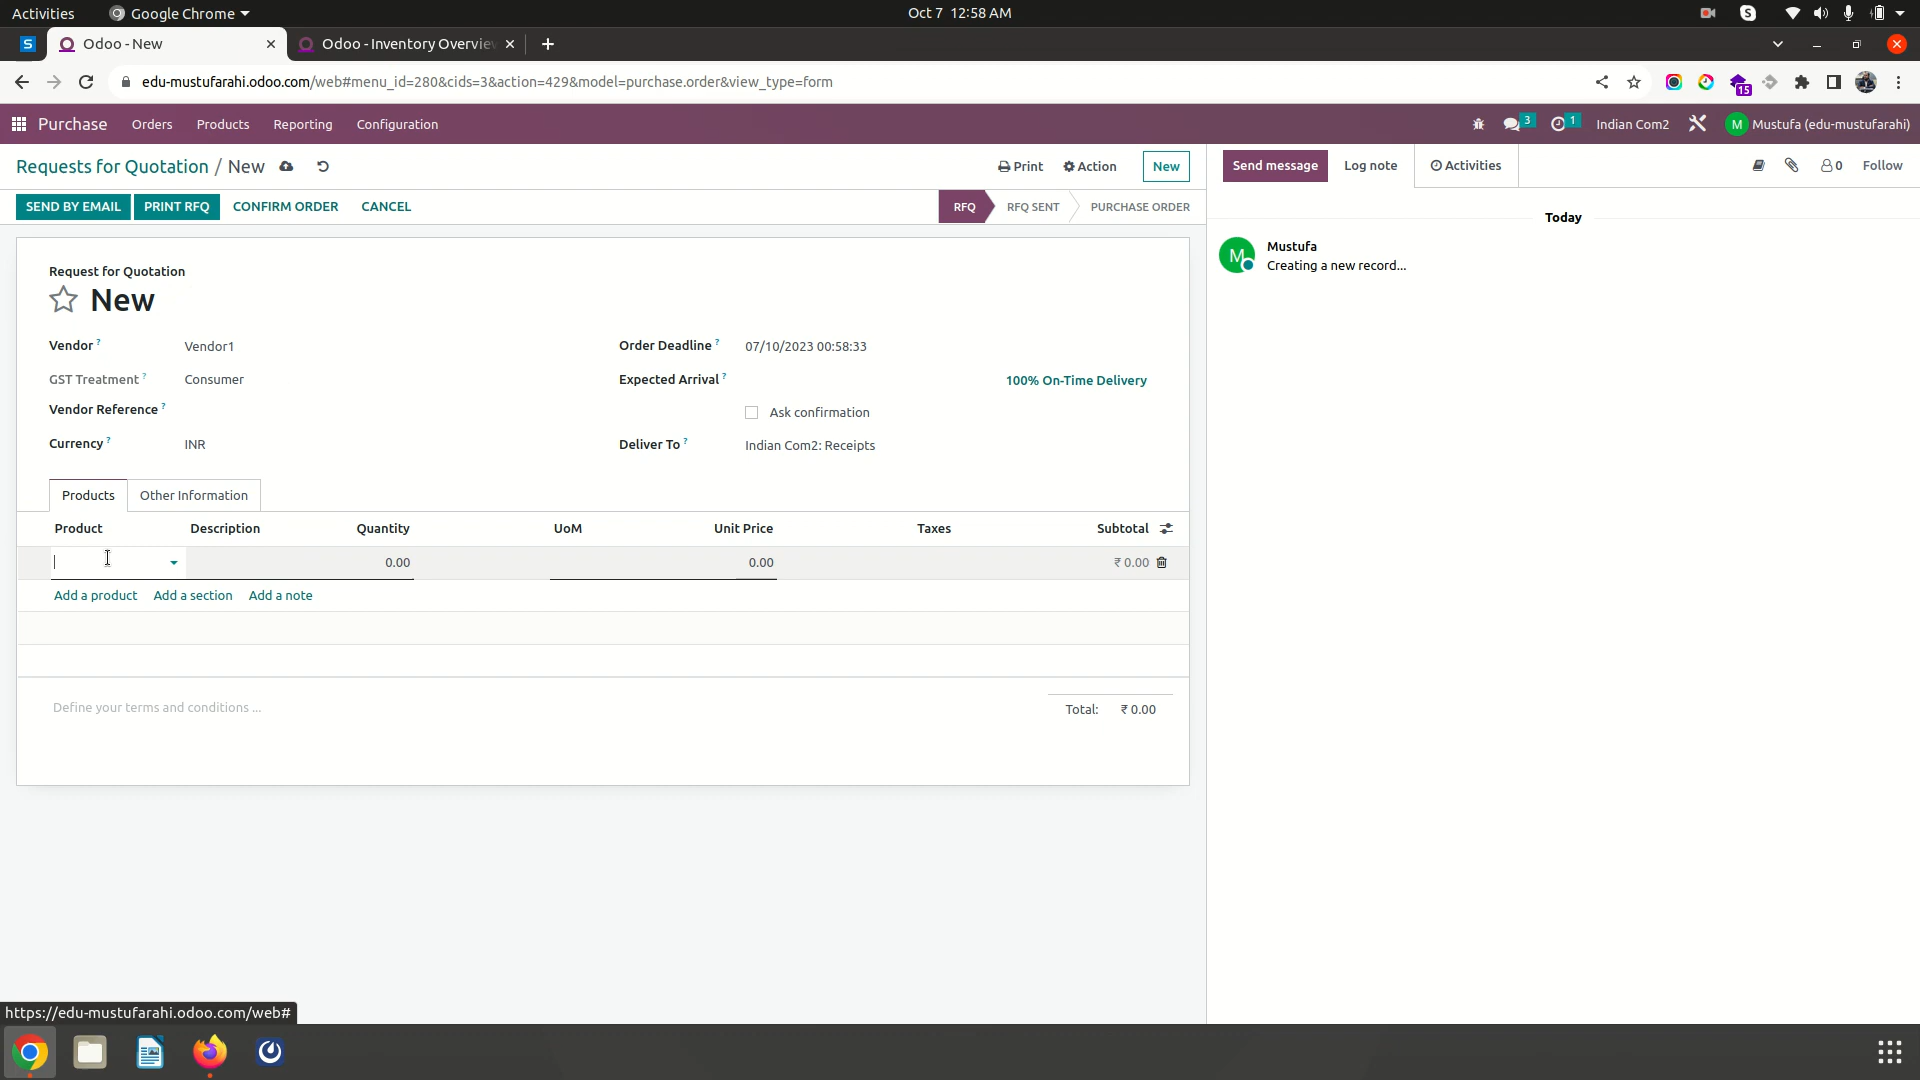 Activities Google Chrome Oct 7 12:58 AM
S Odoo - New Odoo - Inventory Overvie
edu-mustufarahi.odoo.com/web#menu_id=280&cids=3&action=429&model=purchase.order&view_type=form 15
Purchase Orders Products Reporting Configuration 3 1 Indian Com2 M Mustufa (edu-mustufarahi)
Requests for Quotation / New Print Action New Send message Log note Activities 0 Follow
SEND BY EMAIL PRINT RFQ CONFIRM ORDER CANCEL RFQ RFQ SENT PURCHASE ORDER
Today
M Mustufa
Creating a new record...
Request for Quotation
New
Vendor ? Vendor1 Order Deadline ? 07/10/2023 00:58:33
GST Treatment ? Consumer Expected Arrival ? 100% On-Time Delivery
Vendor Reference ? Ask confirmation
Currency ? INR Deliver To ? Indian Com2: Receipts
Products Other Information
Product Description Quantity UoM Unit Price Taxes Subtotal
0.00 0.00 ₹ 0.00
Add a product Add a section Add a note
Define your terms and conditions ... Total: ₹ 0.00
https://edu-mustufarahi.odoo.com/web#